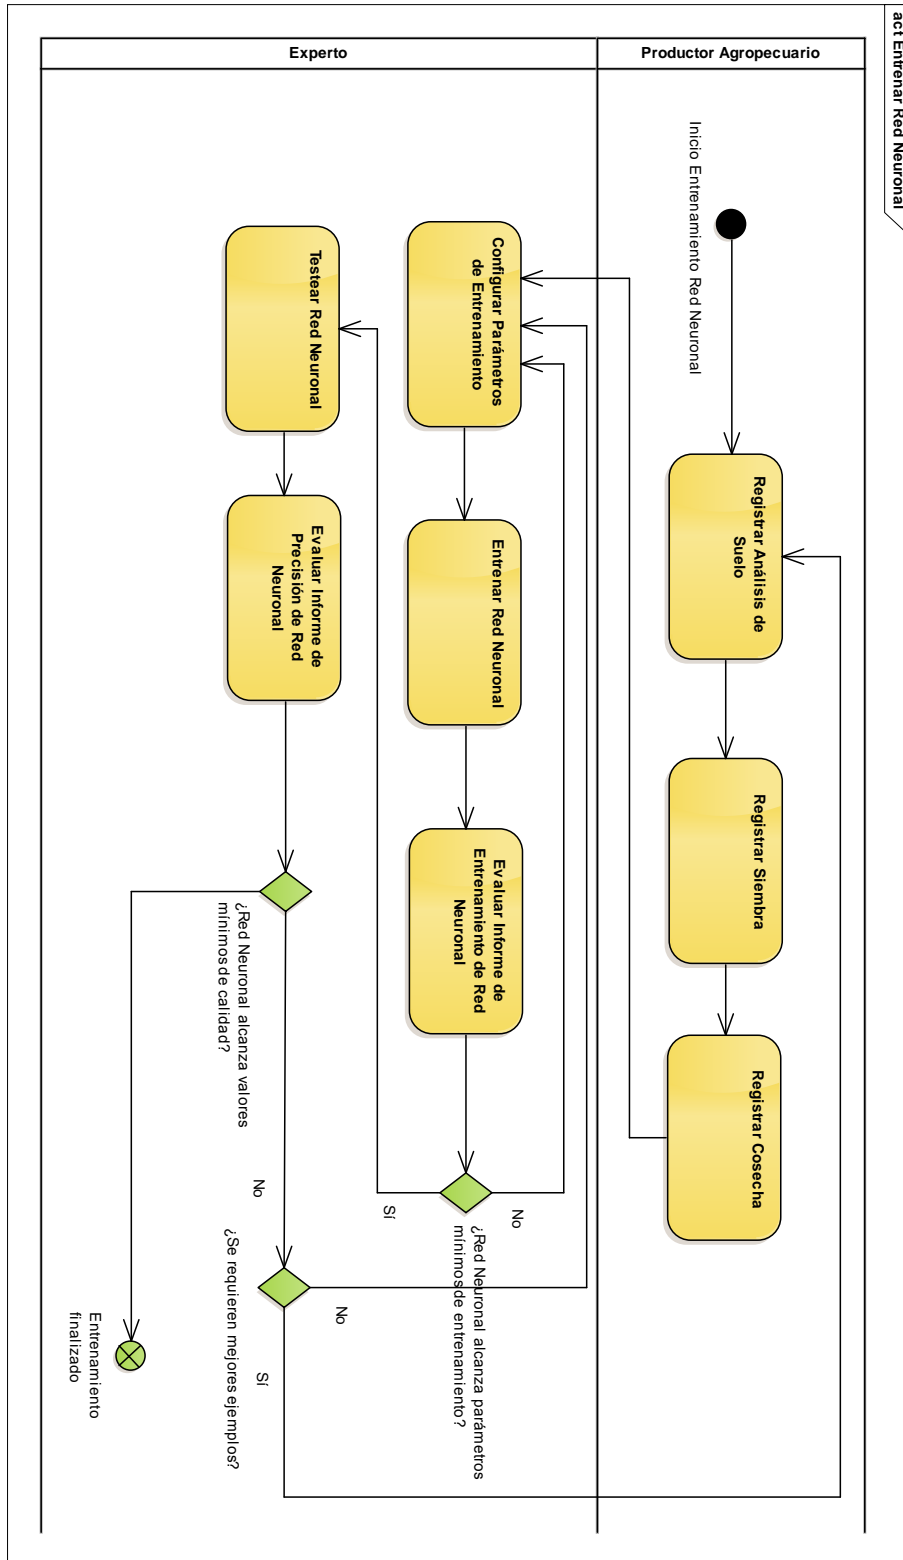 act Entrenar Red Neuronal
Productor Agropecuario
Experto
Inicio Entrenamiento Red Neuronal
Registrar Análisis de
Suelo
Registrar Siembra
Registrar Cosecha
Configurar Parámetros
de Entrenamiento
Entrenar Red Neuronal
Evaluar Informe de
Entrenamiento de Red
Neuronal
¿Red Neuronal alcanza parámetros
mínimos de entrenamiento?
No
Sí
Testear Red Neuronal
Evaluar Informe de
Precisión de Red
Neuronal
¿Red Neuronal alcanza valores
mínimos de calidad?
No
¿Se requieren mejores ejemplos?
No
Sí
Entrenamiento
finalizado